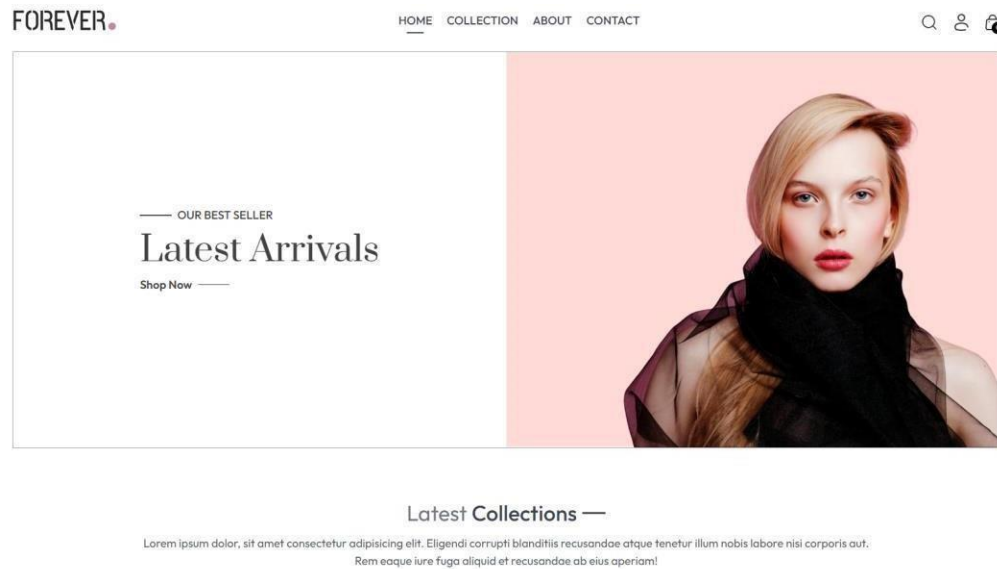 FOREVER.
HOME COLLECTION ABOUT CONTACT
OUR BEST SELLER
Latest Arrivals
Shop Now
Latest Collections
Lorem ipsum dolor, sit amet consectetur adipisicing elit. Eligendi corrupti blanditiis recusandae atque tenetur illum nobis labore nisi corporis aut.
Rem eaque iure fuga aliquid et recusandae ab eius aperiam!